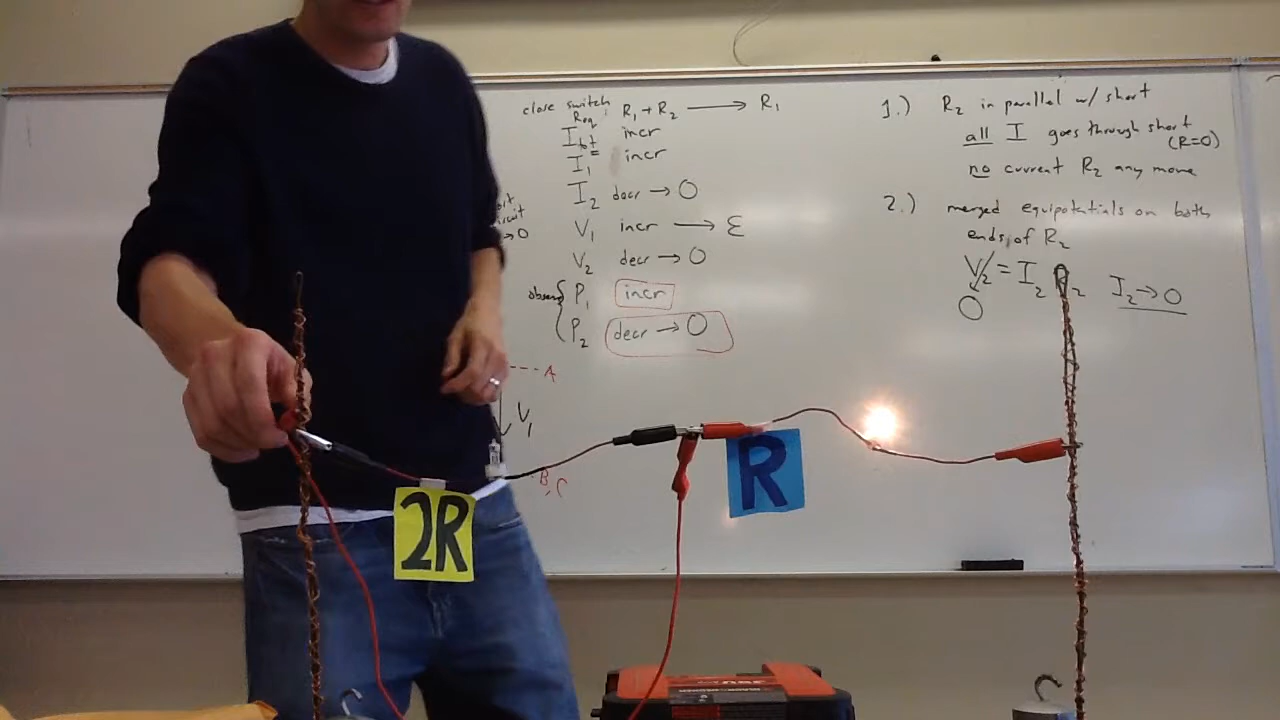 close switch
Req: R₁ + R₂ ⟶ R₁
Itot incr
I₁ = incr
I₂ decr → 0
V₁ incr ⟶ ε
V₂ decr → 0
P₁ incr
P₂ decr → 0
→ 0
A
V₁
B, C
1.) R₂ in parallel w/ short
all I goes through short
(R=0)
no current R₂ any more
2.) merged equipotentials on both
ends of R₂
V₂ = I₂ R₂ I₂→0
0
2R
R